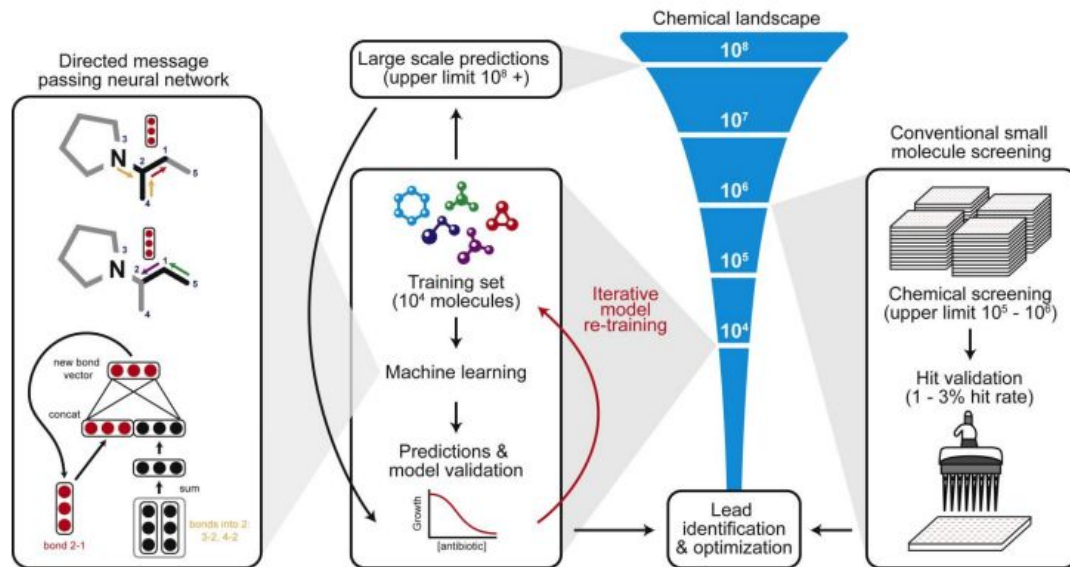 Directed message
passing neural network
3
N
2
1
5
4
3
N
2
1
5
4
new bond
vector
concat
sum
bond 2-1
bonds into 2:
3-2, 4-2
Large scale predictions
(upper limit 10⁸ +)
Training set
(10⁴ molecules)
Machine learning
Predictions &
model validation
Growth
[antibiotic]
Iterative
model
re-training
Chemical landscape
10⁸
10⁷
10⁶
10⁵
10⁴
Lead
identification
& optimization
Conventional small
molecule screening
Chemical screening
(upper limit 10⁵ - 10⁶)
Hit validation
(1 - 3% hit rate)